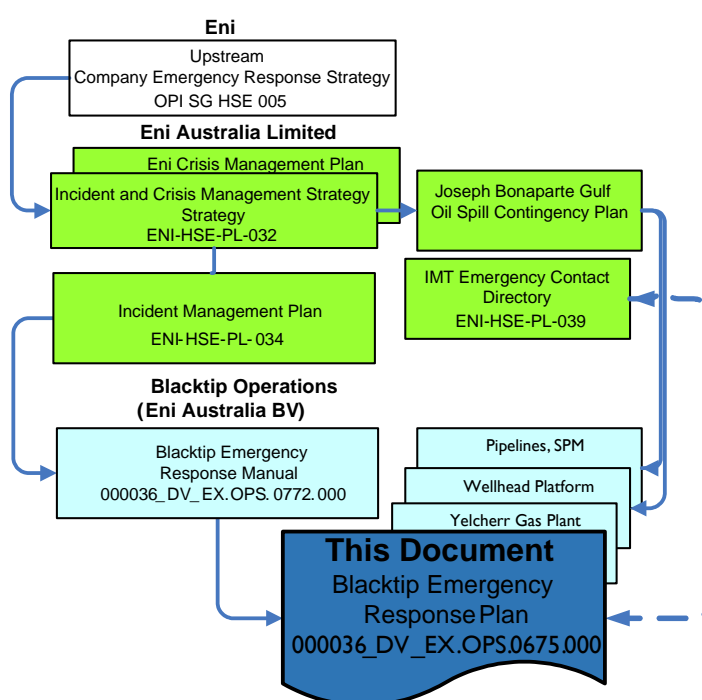 Eni
Upstream
Company Emergency Response Strategy
OPI SG HSE 005
Eni Australia Limited
Eni Crisis Management Plan
Incident and Crisis Management Strategy
Strategy
ENI-HSE-PL-032
Joseph Bonaparte Gulf
Oil Spill Contingency Plan
IMT Emergency Contact
Directory
ENI-HSE-PL-039
Incident Management Plan
ENI-HSE-PL-034
Blacktip Operations
(Eni Australia BV)
Blacktip Emergency
Response Manual
000036_DV_EX.OPS.0772.000
Pipelines, SPM
Wellhead Platform
Yelcherr Gas Plant
This Document
Blacktip Emergency
Response Plan
000036_DV_EX.OPS.0675.000